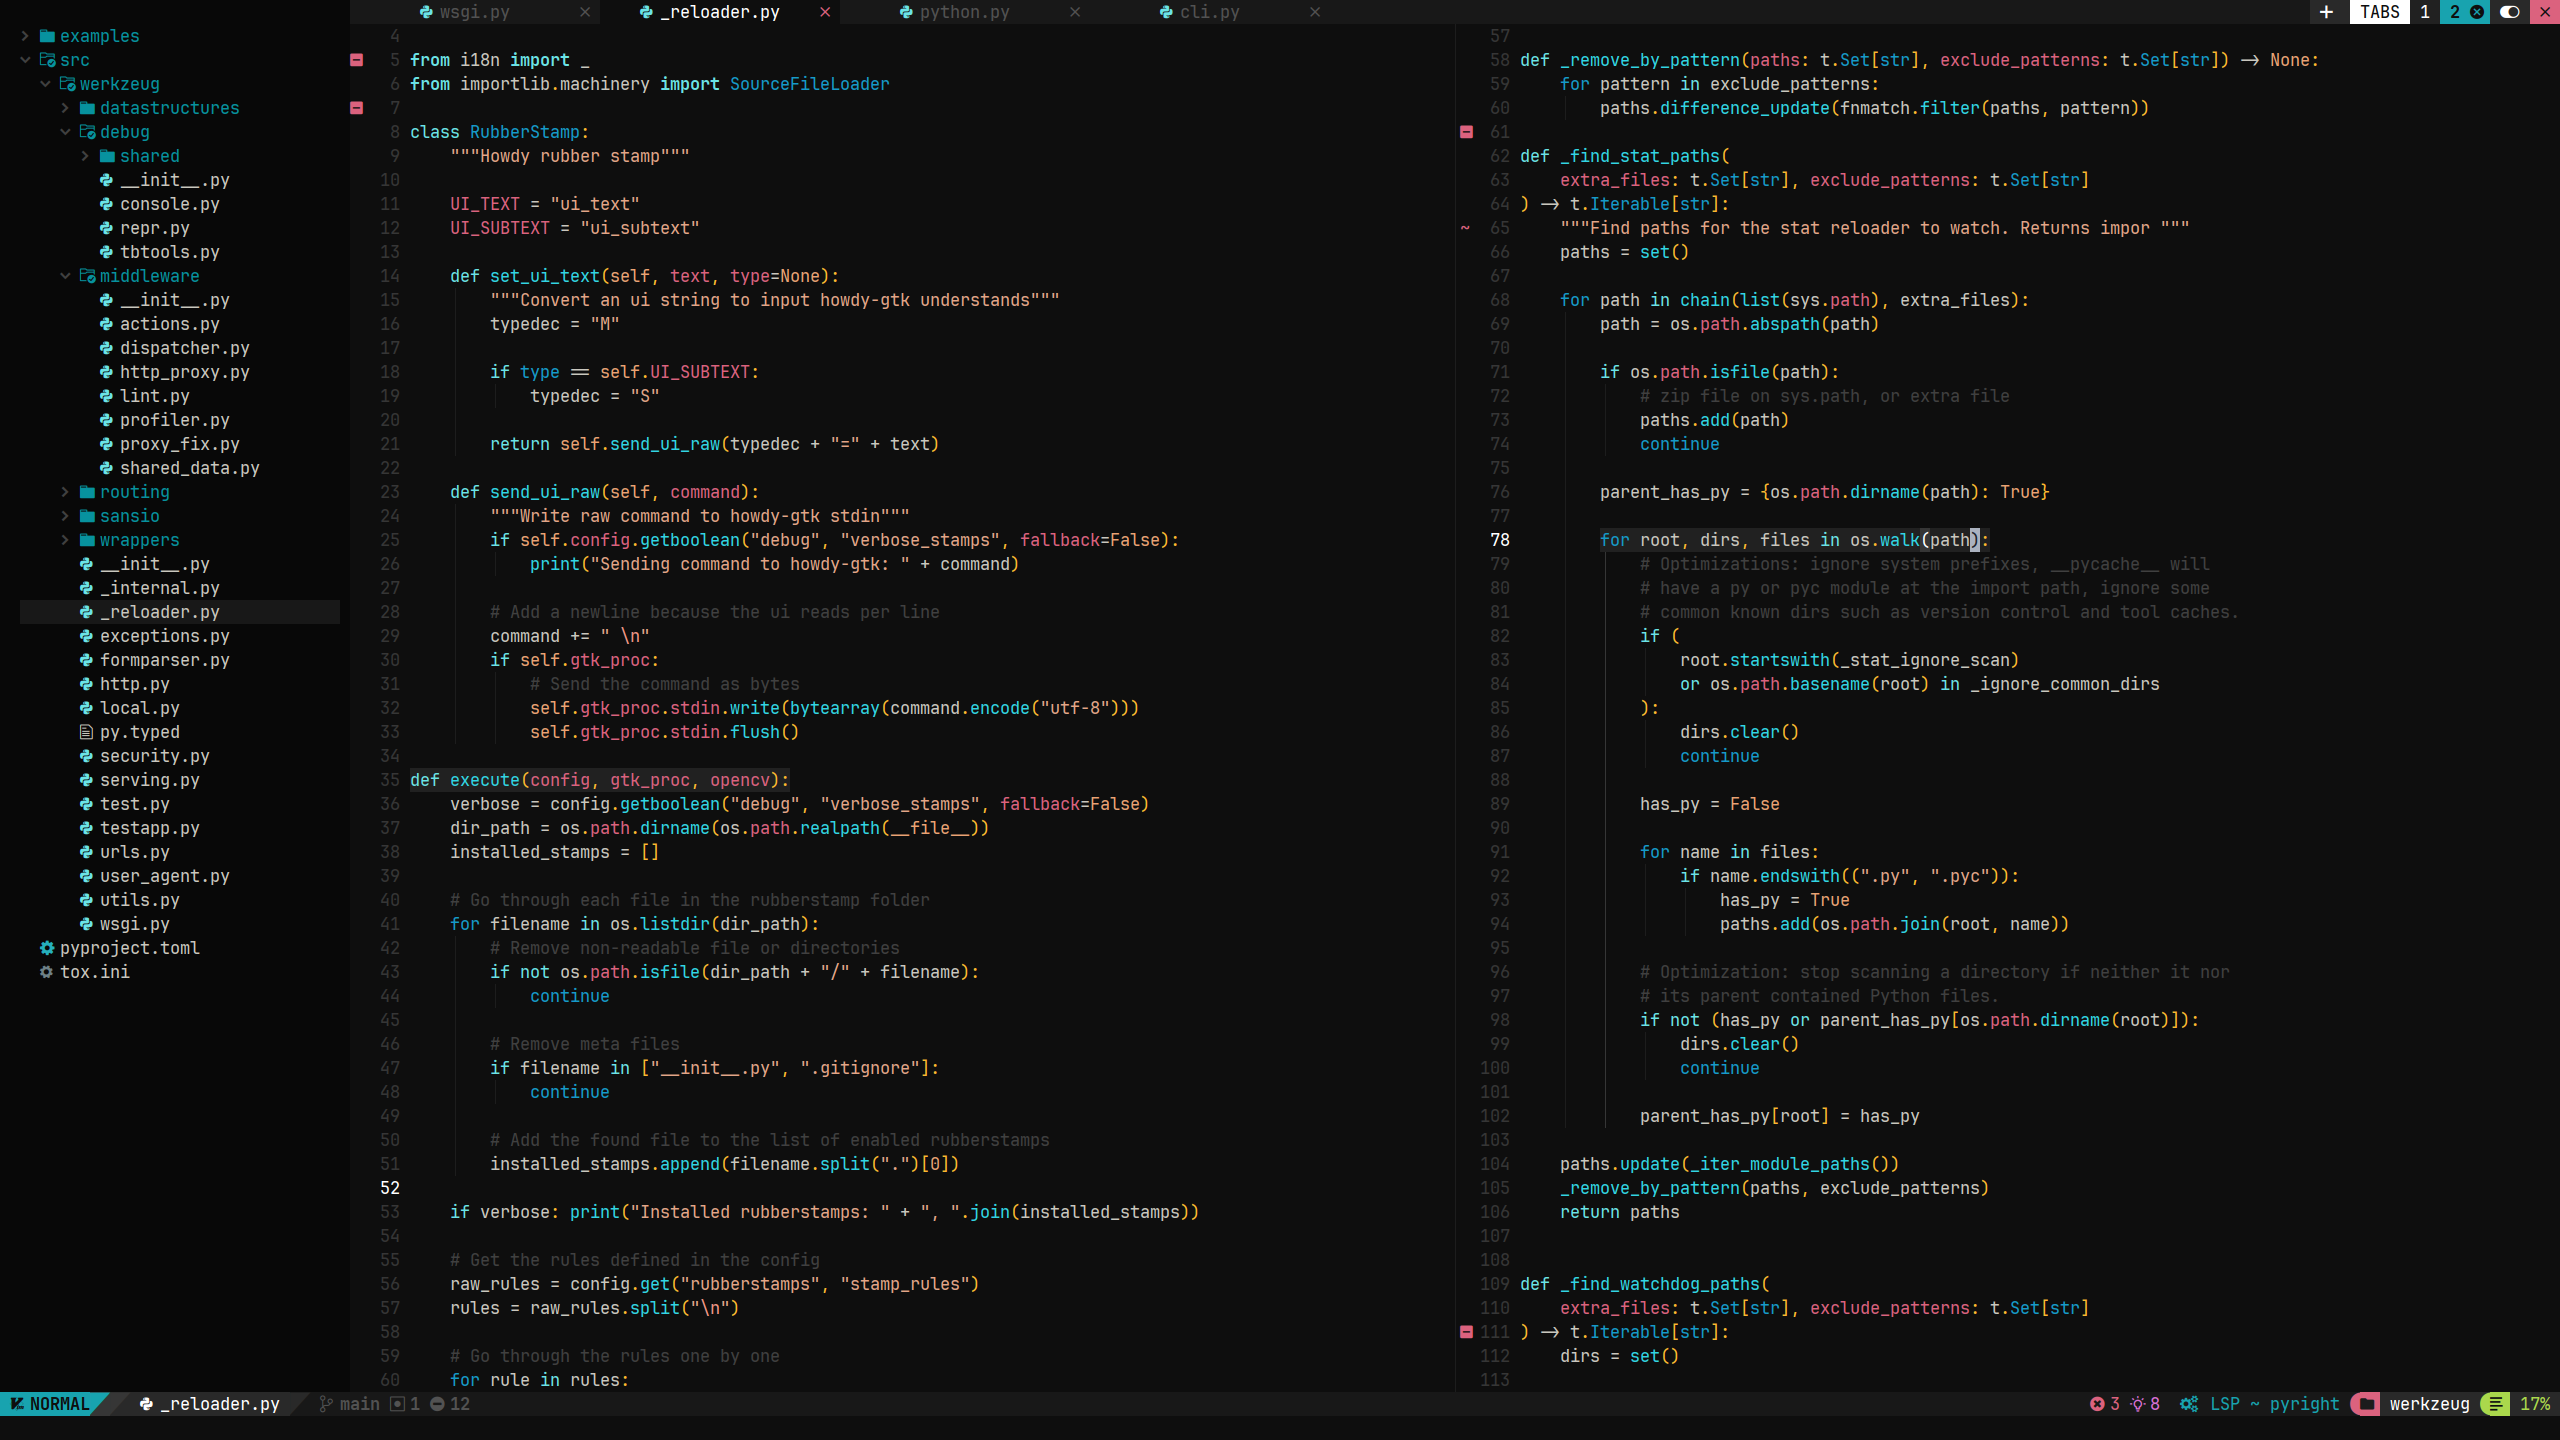 wsgi.py
_reloader.py
python.py
cli.py
TABS 1 2
examples
src
werkzeug
datastructures
debug
shared
__init__.py
console.py
repr.py
tbtools.py
middleware
__init__.py
actions.py
dispatcher.py
http_proxy.py
lint.py
profiler.py
proxy_fix.py
shared_data.py
routing
sansio
wrappers
__init__.py
_internal.py
_reloader.py
exceptions.py
formparser.py
http.py
local.py
py.typed
security.py
serving.py
test.py
testapp.py
urls.py
user_agent.py
utils.py
wsgi.py
pyproject.toml
tox.ini
4
5 from i18n import _
6 from importlib.machinery import SourceFileLoader
7
8 class RubberStamp:
9     """Howdy rubber stamp"""
10
11     UI_TEXT = "ui_text"
12     UI_SUBTEXT = "ui_subtext"
13
14     def set_ui_text(self, text, type=None):
15         """Convert an ui string to input howdy-gtk understands"""
16         typedec = "M"
17
18         if type == self.UI_SUBTEXT:
19             typedec = "S"
20
21         return self.send_ui_raw(typedec + "=" + text)
22
23     def send_ui_raw(self, command):
24         """Write raw command to howdy-gtk stdin"""
25         if self.config.getboolean("debug", "verbose_stamps", fallback=False):
26             print("Sending command to howdy-gtk: " + command)
27
28         # Add a newline because the ui reads per line
29         command += " \n"
30         if self.gtk_proc:
31             # Send the command as bytes
32             self.gtk_proc.stdin.write(bytearray(command.encode("utf-8")))
33             self.gtk_proc.stdin.flush()
34
35 def execute(config, gtk_proc, opencv):
36     verbose = config.getboolean("debug", "verbose_stamps", fallback=False)
37     dir_path = os.path.dirname(os.path.realpath(__file__))
38     installed_stamps = []
39
40     # Go through each file in the rubberstamp folder
41     for filename in os.listdir(dir_path):
42         # Remove non-readable file or directories
43         if not os.path.isfile(dir_path + "/" + filename):
44             continue
45
46         # Remove meta files
47         if filename in ["__init__.py", ".gitignore"]:
48             continue
49
50         # Add the found file to the list of enabled rubberstamps
51         installed_stamps.append(filename.split(".")[0])
52
53     if verbose: print("Installed rubberstamps: " + ", ".join(installed_stamps))
54
55     # Get the rules defined in the config
56     raw_rules = config.get("rubberstamps", "stamp_rules")
57     rules = raw_rules.split("\n")
58
59     # Go through the rules one by one
60     for rule in rules:
57
58 def _remove_by_pattern(paths: t.Set[str], exclude_patterns: t.Set[str]) -> None:
59     for pattern in exclude_patterns:
60         paths.difference_update(fnmatch.filter(paths, pattern))
61
62 def _find_stat_paths(
63     extra_files: t.Set[str], exclude_patterns: t.Set[str]
64 ) -> t.Iterable[str]:
~ 65     """Find paths for the stat reloader to watch. Returns impor """
66     paths = set()
67
68     for path in chain(list(sys.path), extra_files):
69         path = os.path.abspath(path)
70
71         if os.path.isfile(path):
72             # zip file on sys.path, or extra file
73             paths.add(path)
74             continue
75
76         parent_has_py = {os.path.dirname(path): True}
77
78         for root, dirs, files in os.walk(path):
79             # Optimizations: ignore system prefixes, __pycache__ will
80             # have a py or pyc module at the import path, ignore some
81             # common known dirs such as version control and tool caches.
82             if (
83                 root.startswith(_stat_ignore_scan)
84                 or os.path.basename(root) in _ignore_common_dirs
85             ):
86                 dirs.clear()
87                 continue
88
89             has_py = False
90
91             for name in files:
92                 if name.endswith((".py", ".pyc")):
93                     has_py = True
94                     paths.add(os.path.join(root, name))
95
96             # Optimization: stop scanning a directory if neither it nor
97             # its parent contained Python files.
98             if not (has_py or parent_has_py[os.path.dirname(root)]):
99                 dirs.clear()
100                 continue
101
102             parent_has_py[root] = has_py
103
104     paths.update(_iter_module_paths())
105     _remove_by_pattern(paths, exclude_patterns)
106     return paths
107
108
109 def _find_watchdog_paths(
110     extra_files: t.Set[str], exclude_patterns: t.Set[str]
111 ) -> t.Iterable[str]:
112     dirs = set()
113
NORMAL _reloader.py main 1 12 3 8 LSP ~ pyright werkzeug 17%